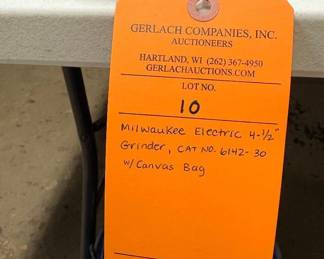 GERLACH COMPANIES, INC.
AUCTIONEERS
HARTLAND, WI (262) 367-4950
GERLACHAUCTIONS.COM
LOT NO.
10
Milwaukee Electric 4-1/2"
Grinder, CAT NO. 6142-30
w/Canvas Bag